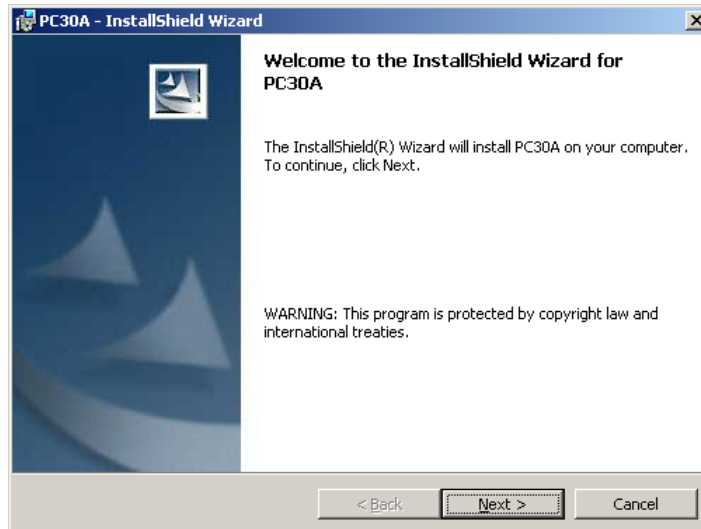 PC30A - InstallShield Wizard
Welcome to the InstallShield Wizard for
PC30A
The InstallShield(R) Wizard will install PC30A on your computer.
To continue, click Next.
WARNING: This program is protected by copyright law and
international treaties.
< Back
Next >
Cancel